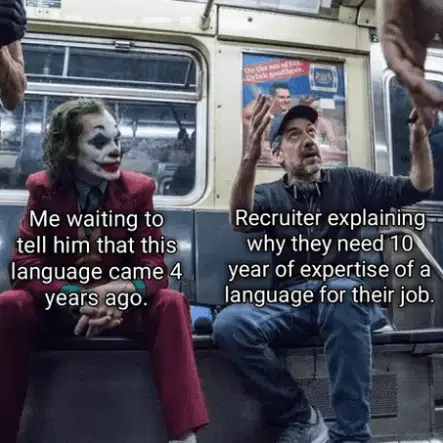 Me waiting to
tell him that this
language came 4
years ago.
Recruiter explaining
why they need 10
year of expertise of a
language for their job.